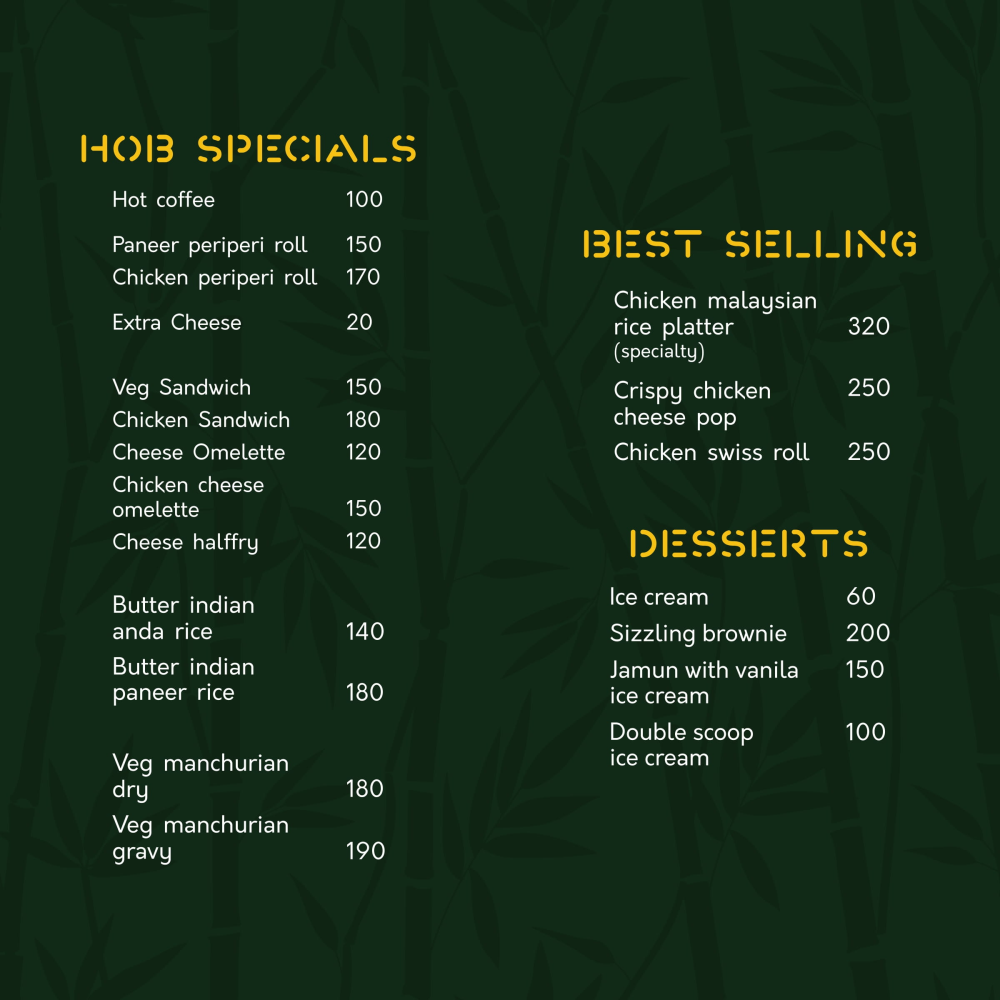 HOB SPECIALS
Hot coffee 100
Paneer periperi roll 150
Chicken periperi roll 170
Extra Cheese 20
Veg Sandwich 150
Chicken Sandwich 180
Cheese Omelette 120
Chicken cheese
omelette 150
Cheese halffry 120
Butter indian
anda rice 140
Butter indian
paneer rice 180
Veg manchurian
dry 180
Veg manchurian
gravy 190
BEST SELLING
Chicken malaysian
rice platter 320
(specialty)
Crispy chicken 250
cheese pop
Chicken swiss roll 250
DESSERTS
Ice cream 60
Sizzling brownie 200
Jamun with vanila 150
ice cream
Double scoop 100
ice cream